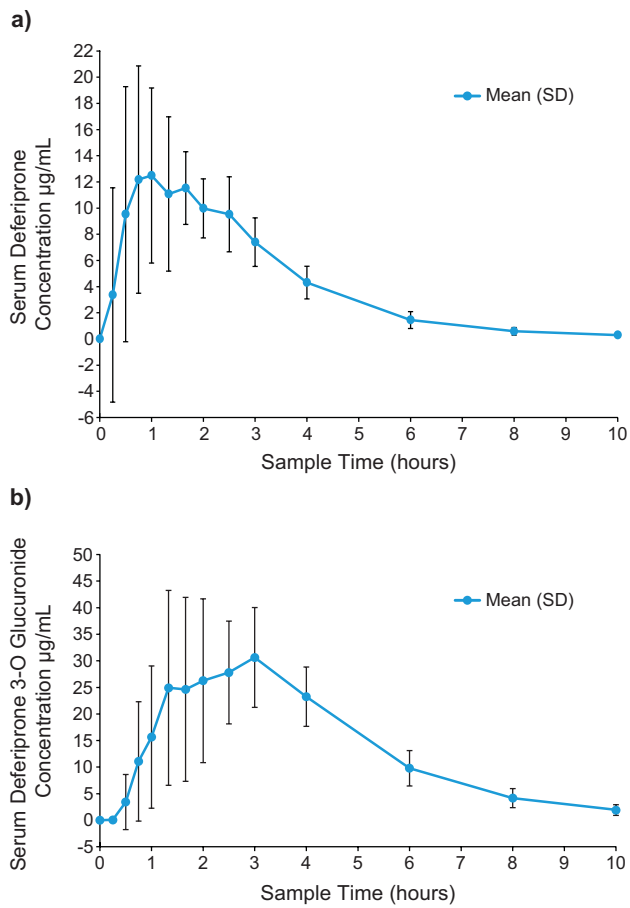 a)
Serum Deferiprone
Concentration µg/mL
22
20
18
16
14
12
10
8
6
4
2
0
-2
-4
-6
Mean (SD)
0 1 2 3 4 5 6 7 8 9 10
Sample Time (hours)
b)
Serum Deferiprone 3-O Glucuronide
Concentration µg/mL
50
45
40
35
30
25
20
15
10
5
0
-5
Mean (SD)
0 1 2 3 4 5 6 7 8 9 10
Sample Time (hours)